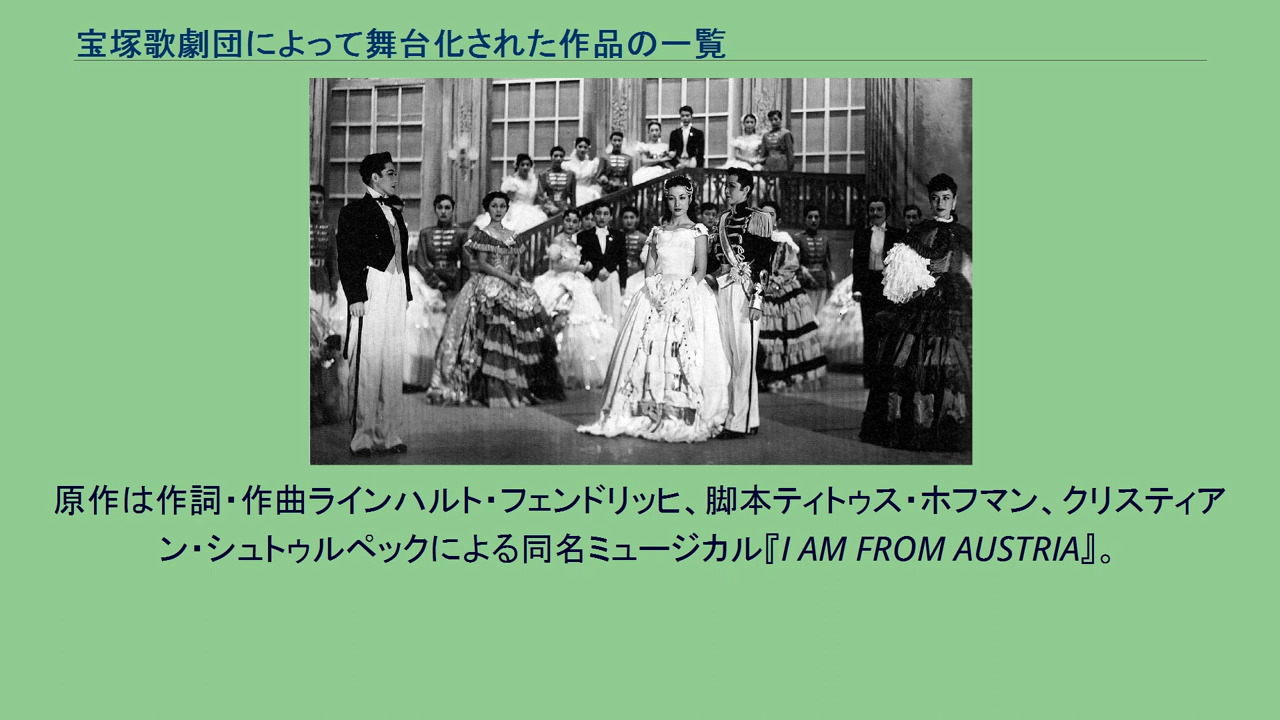 宝塚歌劇団によって舞台化された作品の一覧
原作は作詞・作曲ラインハルト・フェンドリッヒ、脚本ティトゥス・ホフマン、クリスティア
ン・シュトゥルペックによる同名ミュージカル『I AM FROM AUSTRIA』。